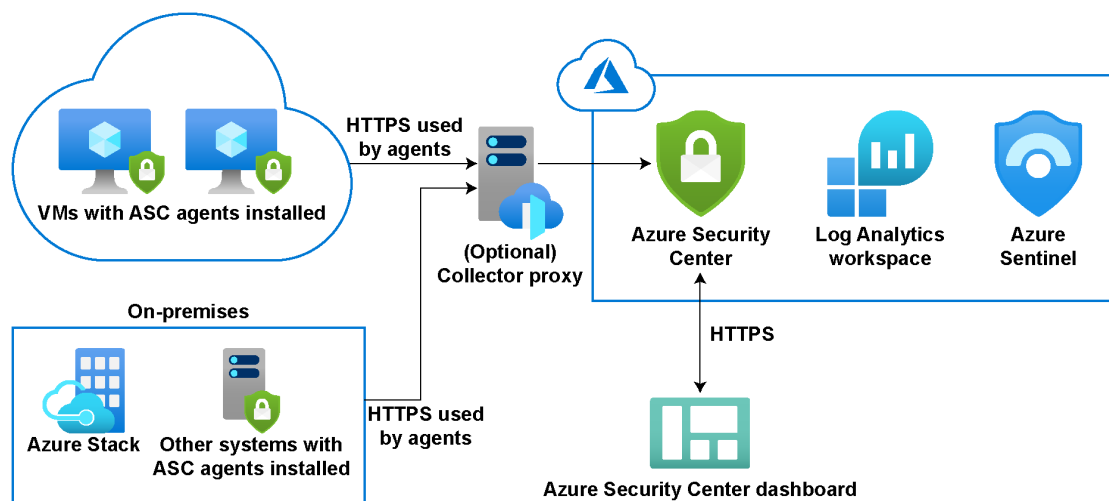 HTTPS used
by agents
VMs with ASC agents installed
(Optional)
Collector proxy
Azure Security
Center
Log Analytics
workspace
Azure
Sentinel
On-premises
HTTPS
Azure Stack
Other systems with
ASC agents installed
HTTPS used
by agents
Azure Security Center dashboard